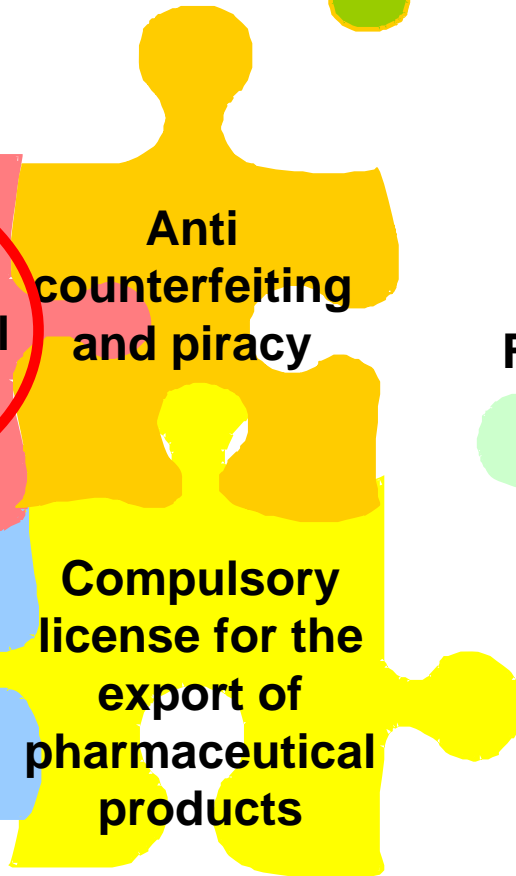 Anti
counterfeiting
and piracy
Compulsory
license for the
export of
pharmaceutical
products